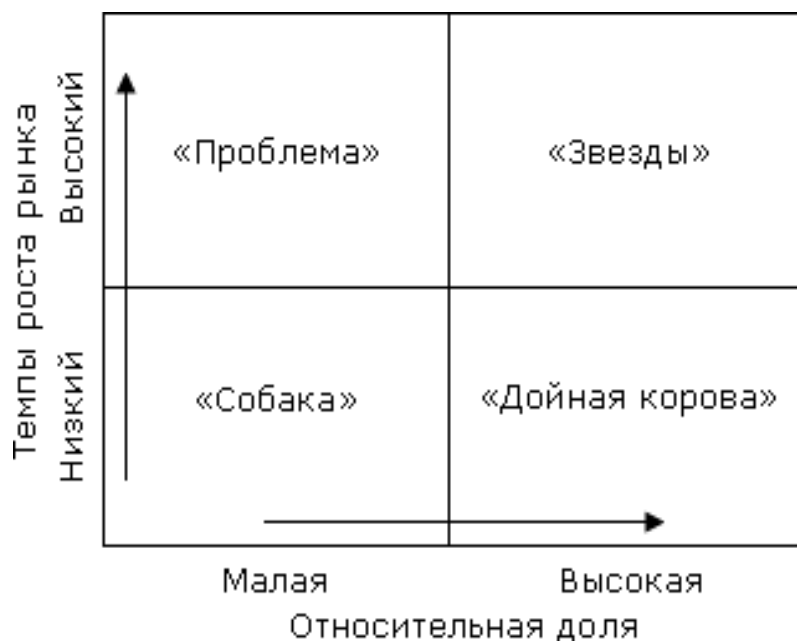 Темпы роста рынка
Высокий
Низкий
«Проблема»
«Звезды»
«Собака»
«Дойная корова»
Малая
Высокая
Относительная доля